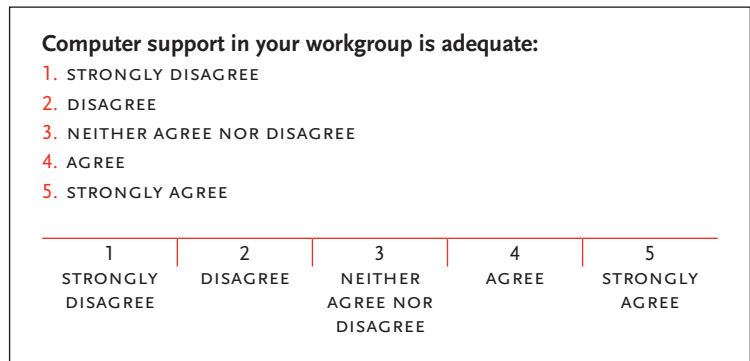 Computer support in your workgroup is adequate:
1. STRONGLY DISAGREE
2. DISAGREE
3. NEITHER AGREE NOR DISAGREE
4. AGREE
5. STRONGLY AGREE
1 2 3 4 5
STRONGLY DISAGREE NEITHER AGREE STRONGLY
DISAGREE AGREE NOR AGREE
DISAGREE